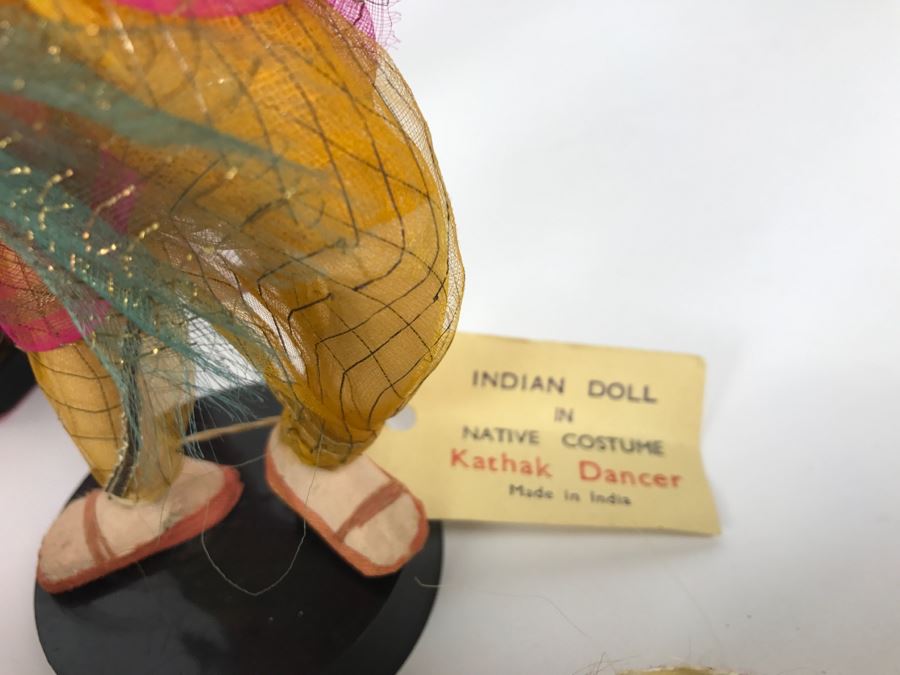 INDIAN DOLL
IN
NATIVE COSTUME
Kathak Dancer
Made in India